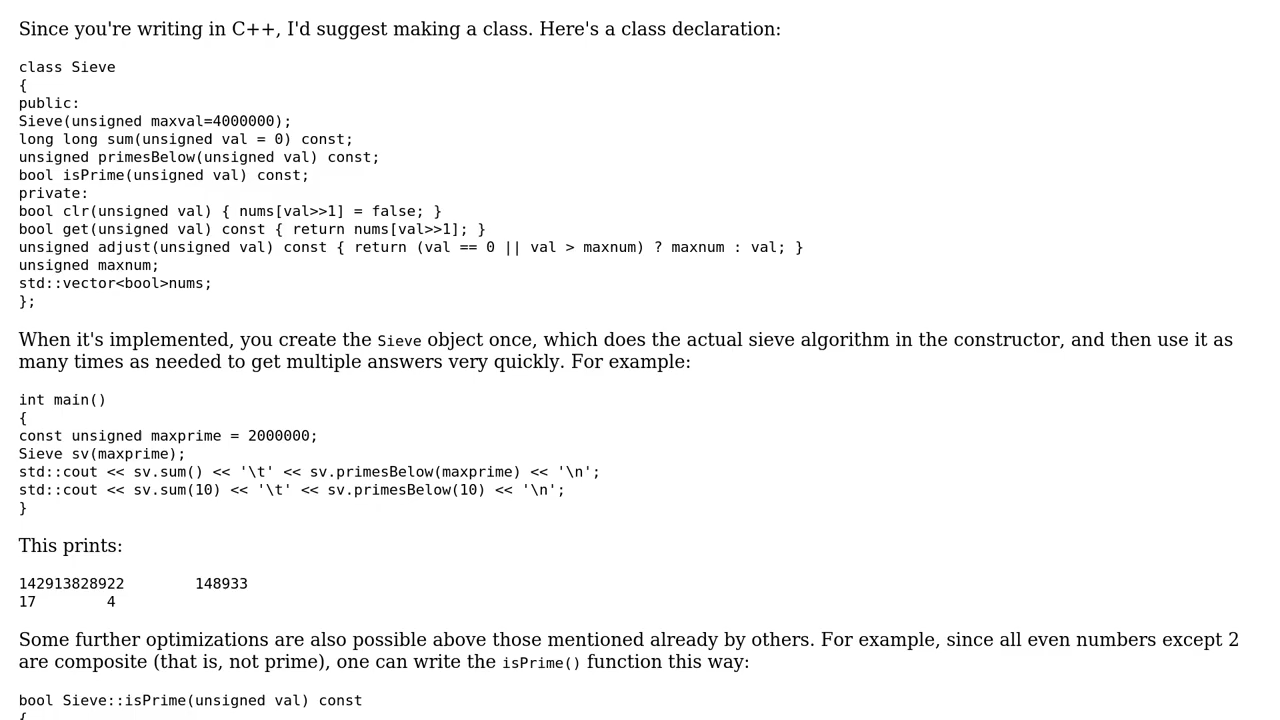 Since you're writing in C++, I'd suggest making a class. Here's a class declaration:
class Sieve
{
public:
Sieve(unsigned maxval=4000000);
long long sum(unsigned val = 0) const;
unsigned primesBelow(unsigned val) const;
bool isPrime(unsigned val) const;
private:
bool clr(unsigned val) { nums[val>>1] = false; }
bool get(unsigned val) const { return nums[val>>1]; }
unsigned adjust(unsigned val) const { return (val == 0 || val > maxnum) ? maxnum : val; }
unsigned maxnum;
std::vector<bool>nums;
};
When it's implemented, you create the Sieve object once, which does the actual sieve algorithm in the constructor, and then use it as
many times as needed to get multiple answers very quickly. For example:
int main()
{
const unsigned maxprime = 2000000;
Sieve sv(maxprime);
std::cout << sv.sum() << '\t' << sv.primesBelow(maxprime) << '\n';
std::cout << sv.sum(10) << '\t' << sv.primesBelow(10) << '\n';
}
This prints:
142913828922        148933
17        4
Some further optimizations are also possible above those mentioned already by others. For example, since all even numbers except 2
are composite (that is, not prime), one can write the isPrime() function this way:
bool Sieve::isPrime(unsigned val) const
{